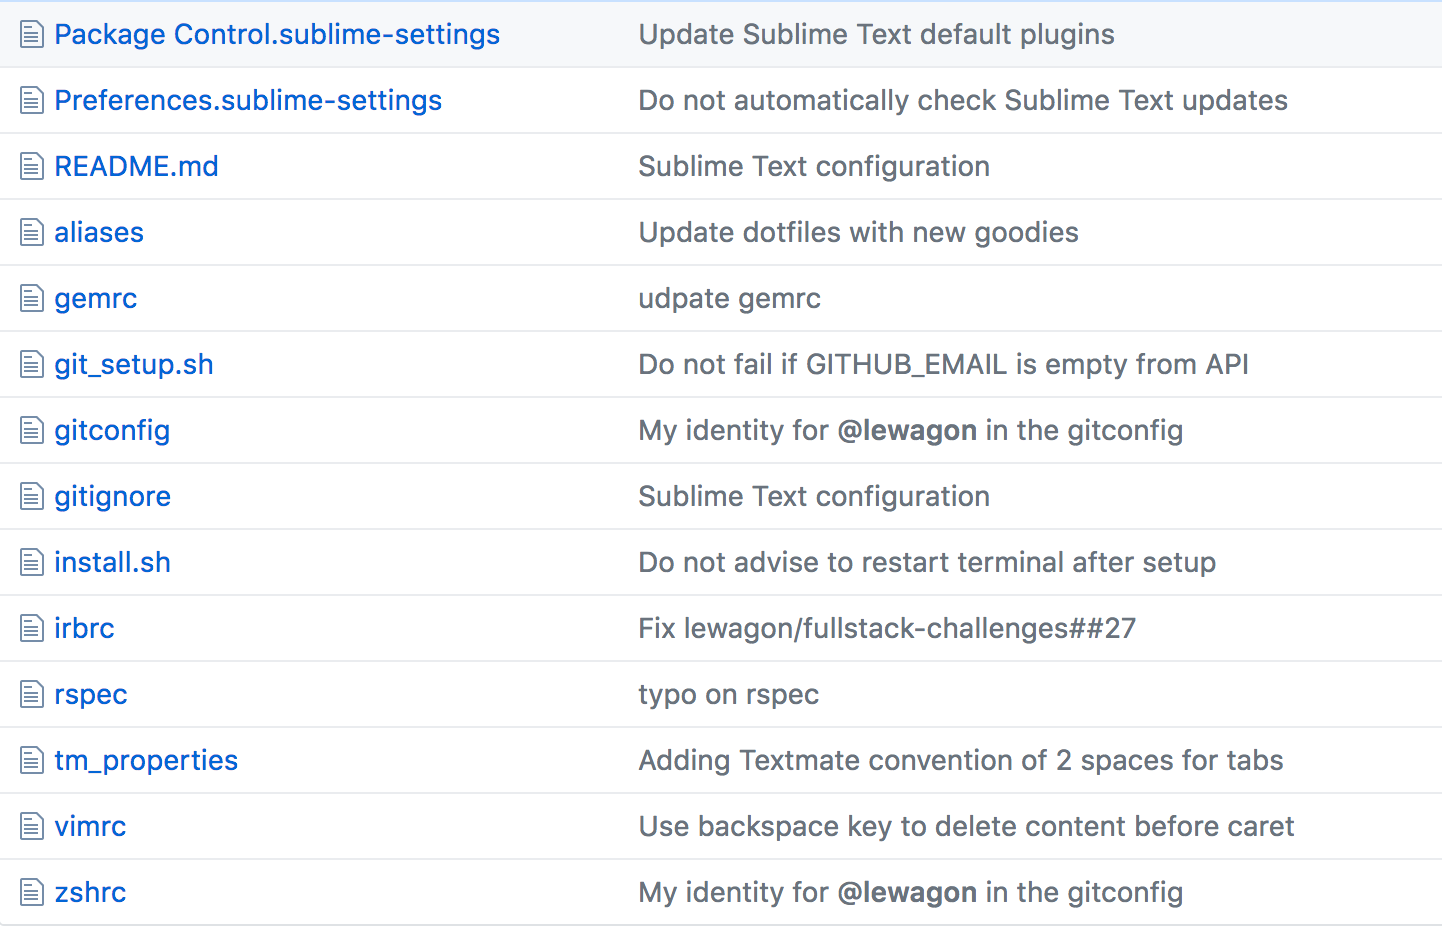 Package Control.sublime-settings Update Sublime Text default plugins
Preferences.sublime-settings Do not automatically check Sublime Text updates
README.md Sublime Text configuration
aliases Update dotfiles with new goodies
gemrc udpate gemrc
git_setup.sh Do not fail if GITHUB_EMAIL is empty from API
gitconfig My identity for @lewagon in the gitconfig
gitignore Sublime Text configuration
install.sh Do not advise to restart terminal after setup
irbrc Fix lewagon/fullstack-challenges##27
rspec typo on rspec
tm_properties Adding Textmate convention of 2 spaces for tabs
vimrc Use backspace key to delete content before caret
zshrc My identity for @lewagon in the gitconfig